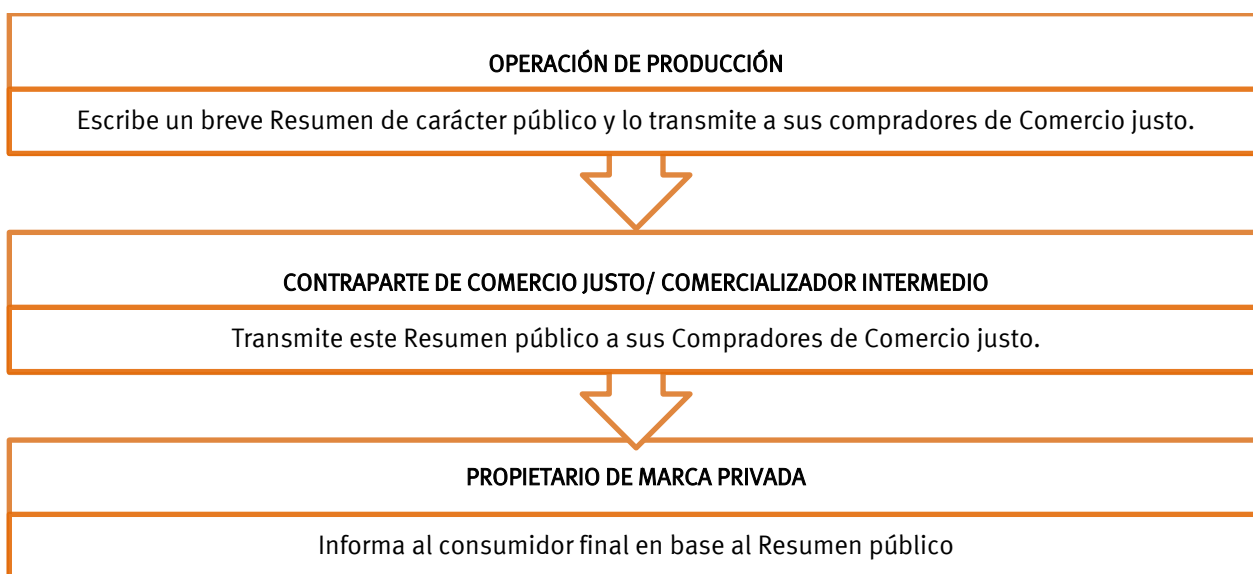 OPERACIÓN DE PRODUCCIÓN
Escribe un breve Resumen de carácter público y lo transmite a sus compradores de Comercio justo.
CONTRAPARTE DE COMERCIO JUSTO/ COMERCIALIZADOR INTERMEDIO
Transmite este Resumen público a sus Compradores de Comercio justo.
PROPIETARIO DE MARCA PRIVADA
Informa al consumidor final en base al Resumen público